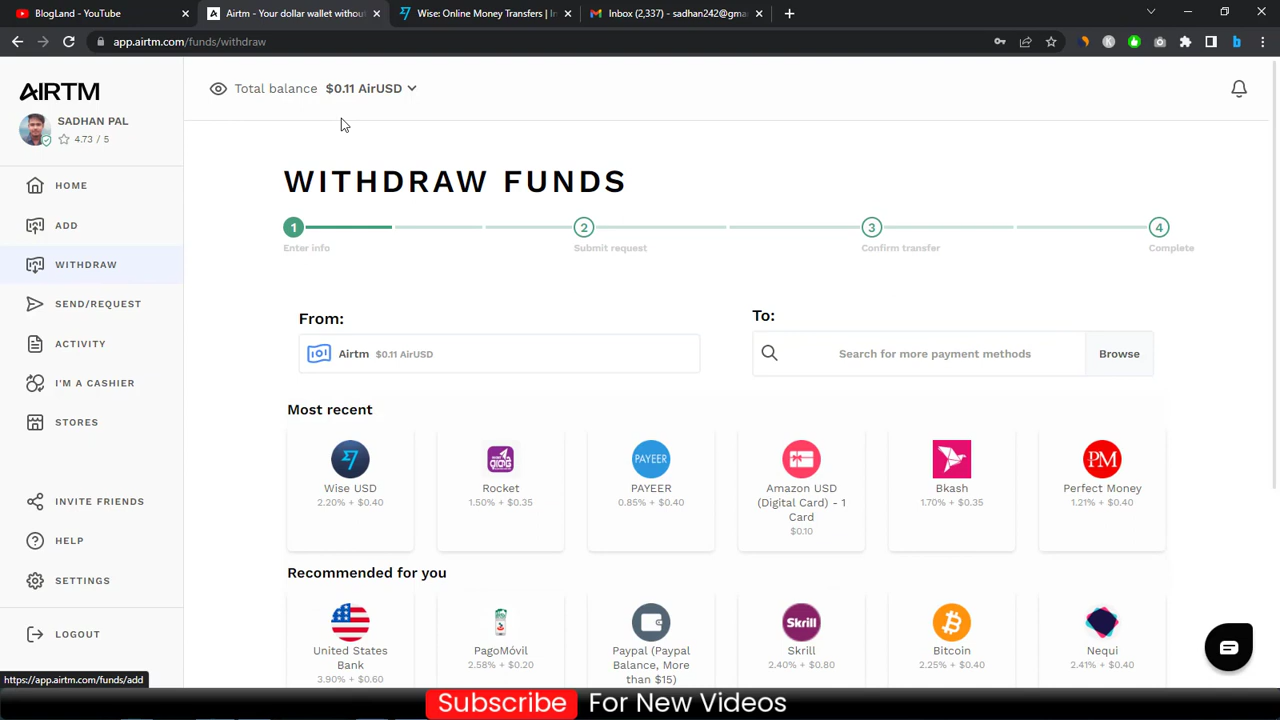 BlogLand - YouTube
Airtm - Your dollar wallet withou
Wise: Online Money Transfers | In
Inbox (2,337) - sadhan242@gma
app.airtm.com/funds/withdraw
AIRTM
SADHAN PAL
4.73 / 5
HOME
ADD
WITHDRAW
SEND/REQUEST
ACTIVITY
I'M A CASHIER
STORES
INVITE FRIENDS
HELP
SETTINGS
LOGOUT
https://app.airtm.com/funds/add
Total balance $0.11 AirUSD
WITHDRAW FUNDS
1
2
3
4
Enter info
Submit request
Confirm transfer
Complete
From:
Airtm $0.11 AirUSD
To:
Search for more payment methods
Browse
Most recent
Wise USD
2.20% + $0.40
Rocket
1.50% + $0.35
PAYEER
PAYEER
0.85% + $0.40
Amazon USD
(Digital Card) - 1
Card
$0.10
Bkash
1.70% + $0.35
PM
Perfect Money
1.21% + $0.40
Recommended for you
United States
Bank
3.90% + $0.60
PagoMóvil
2.58% + $0.20
Paypal (Paypal
Balance, More
than $15)
Skrill
Skrill
2.40% + $0.80
Bitcoin
2.25% + $0.40
Nequi
2.41% + $0.40
Subscribe For New Videos